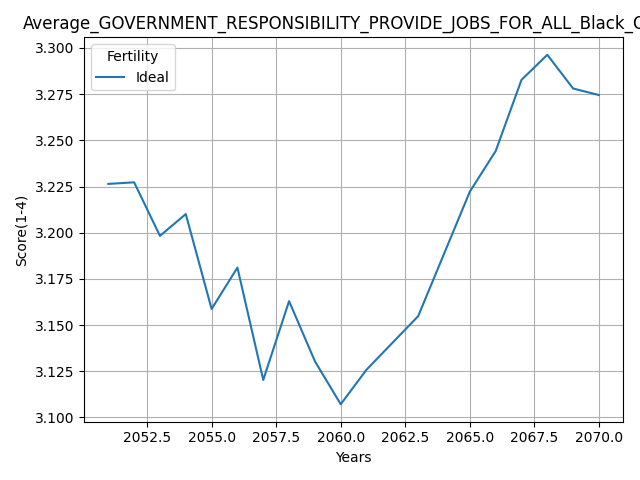 Average_GOVERNMENT_RESPONSIBILITY_PROVIDE_JOBS_FOR_ALL_Black_
Fertility
Ideal
3.300
3.275
3.250
3.225
3.200
3.175
3.150
3.125
3.100
Score(1-4)
2052.5 2055.0 2057.5 2060.0 2062.5 2065.0 2067.5 2070.0
Years